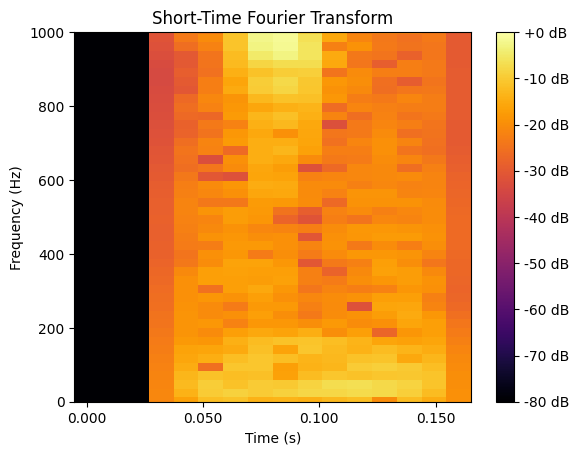 Short-Time Fourier Transform
1000
800
600
400
200
0
Frequency (Hz)
0.000
0.050
0.100
0.150
Time (s)
+0 dB
-10 dB
-20 dB
-30 dB
-40 dB
-50 dB
-60 dB
-70 dB
-80 dB